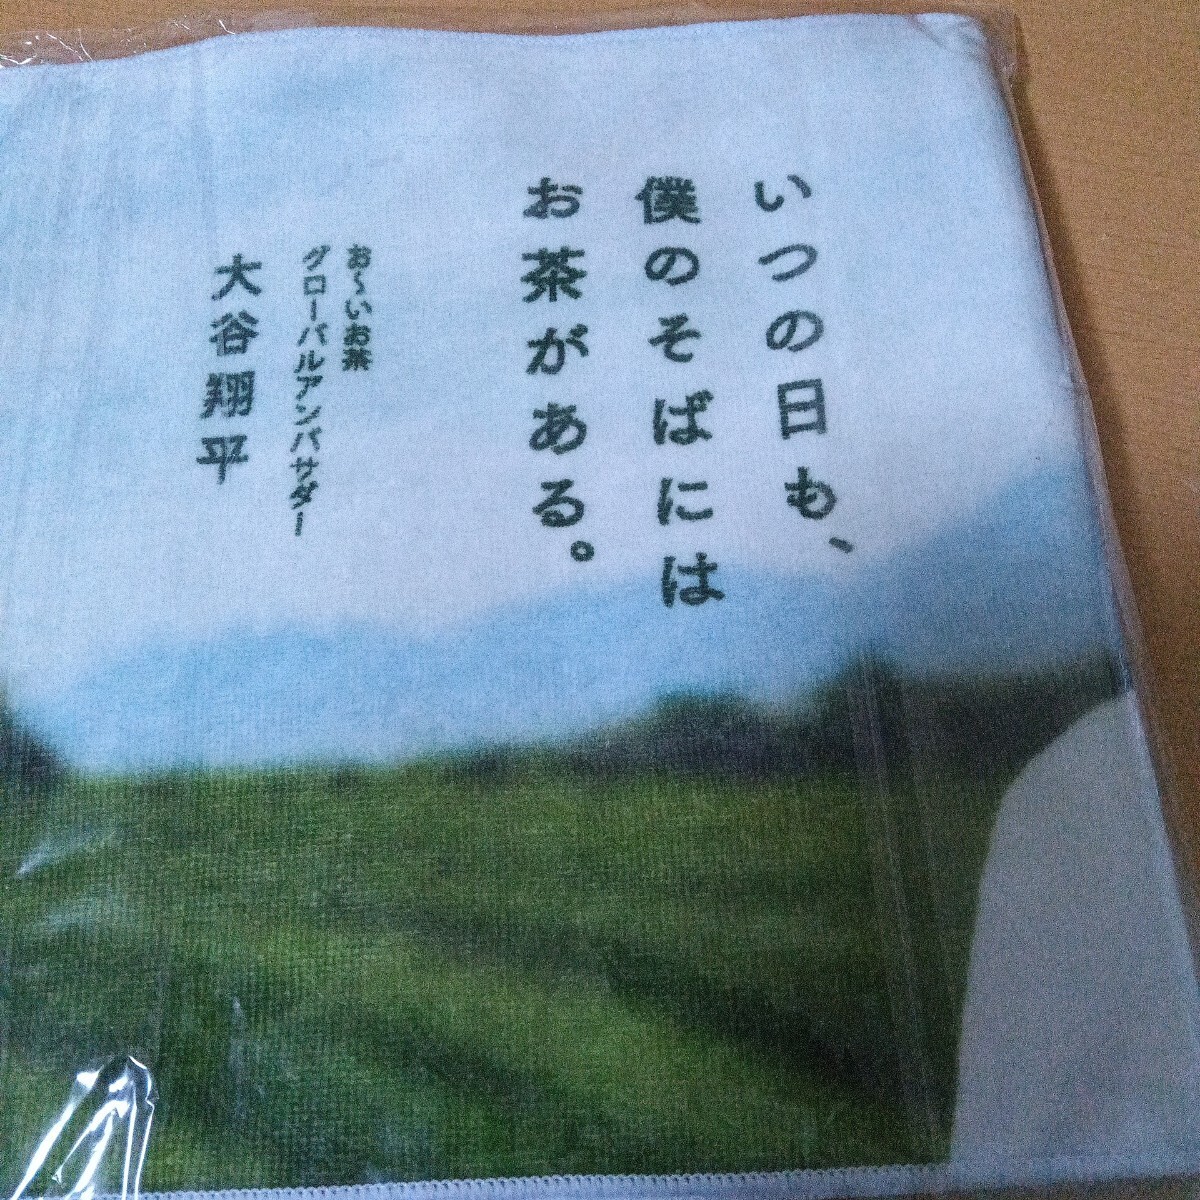 いつの日も、
僕のそばには
お茶がある。
お〜いお茶
グローバルアンバサダー
大谷翔平